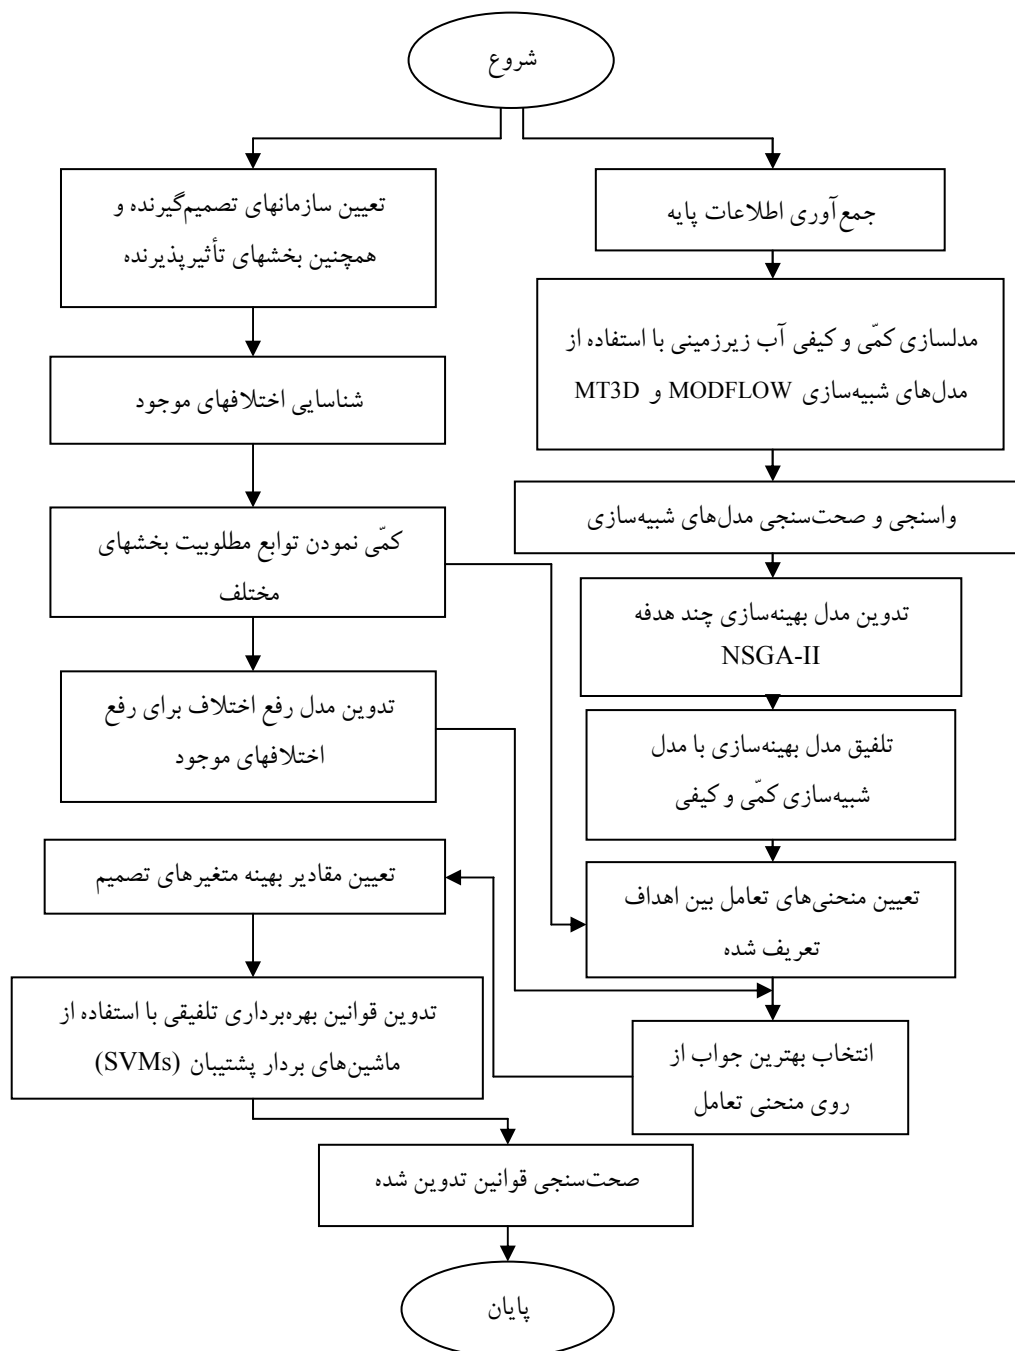 شروع
جمع‌آوری اطلاعات پایه
تعیین سازمانهای تصمیم‌گیرنده و
همچنین بخشهای تأثیرپذیرنده
مدلسازی کمّی و کیفی آب زیرزمینی با استفاده از
مدل‌های شبیه‌سازی MODFLOW و MT3D
شناسایی اختلافهای موجود
واسنجی و صحت‌سنجی مدل‌های شبیه‌سازی
کمّی نمودن توابع مطلوبیت بخشهای
مختلف
تدوین مدل بهینه‌سازی چند هدفه
NSGA-II
تدوین مدل رفع اختلاف برای رفع
اختلافهای موجود
تلفیق مدل بهینه‌سازی با مدل
شبیه‌سازی کمّی و کیفی
تعیین منحنی‌های تعامل بین اهداف
تعریف شده
انتخاب بهترین جواب از
روی منحنی تعامل
تعیین مقادیر بهینه متغیرهای تصمیم
تدوین قوانین بهره‌برداری تلفیقی با استفاده از
ماشین‌های بردار پشتیبان (SVMs)
صحت‌سنجی قوانین تدوین شده
پایان